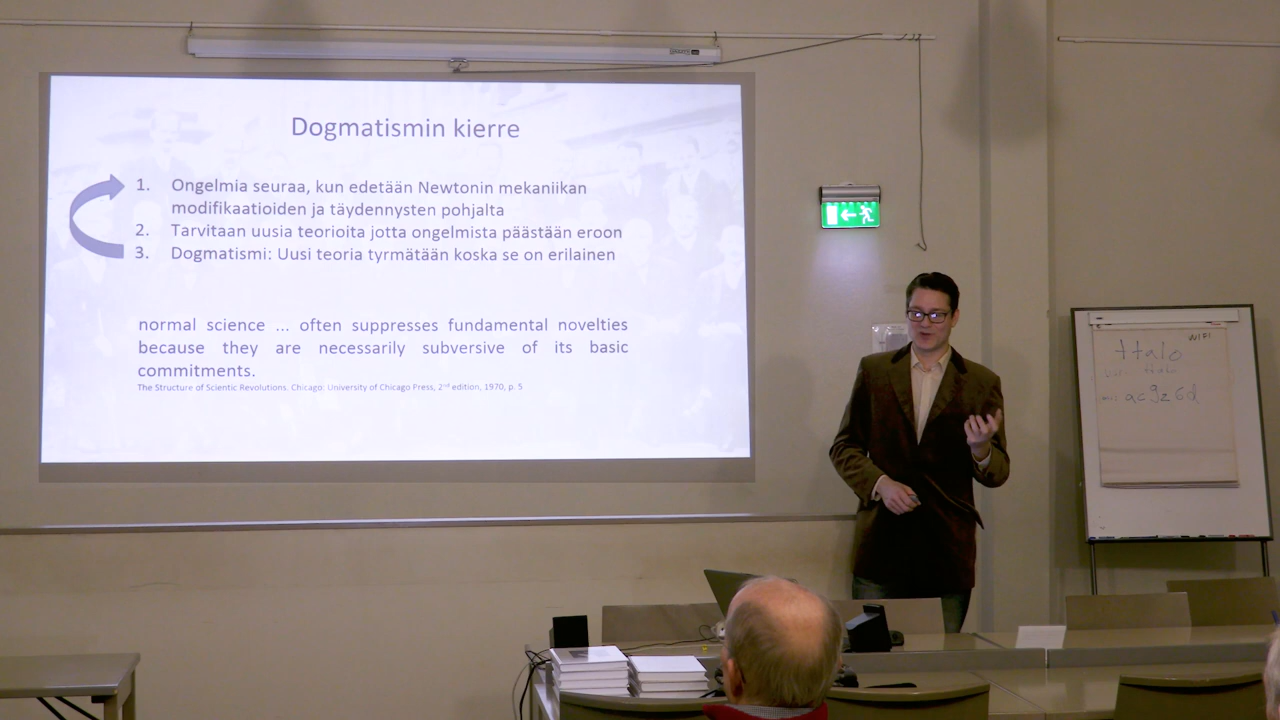 Dogmatismin kierre
1. Ongelmia seuraa, kun edetään Newtonin mekaniikan
modifikaatioiden ja täydennysten pohjalta
2. Tarvitaan uusia teorioita jotta ongelmista päästään eroon
3. Dogmatismi: Uusi teoria tyrmätään koska se on erilainen
normal science ... often suppresses fundamental novelties
because they are necessarily subversive of its basic
commitments.
The Structure of Scientic Revolutions. Chicago: University of Chicago Press, 2nd edition, 1970, p. 5
WIFI
ttalo
ac9z6d